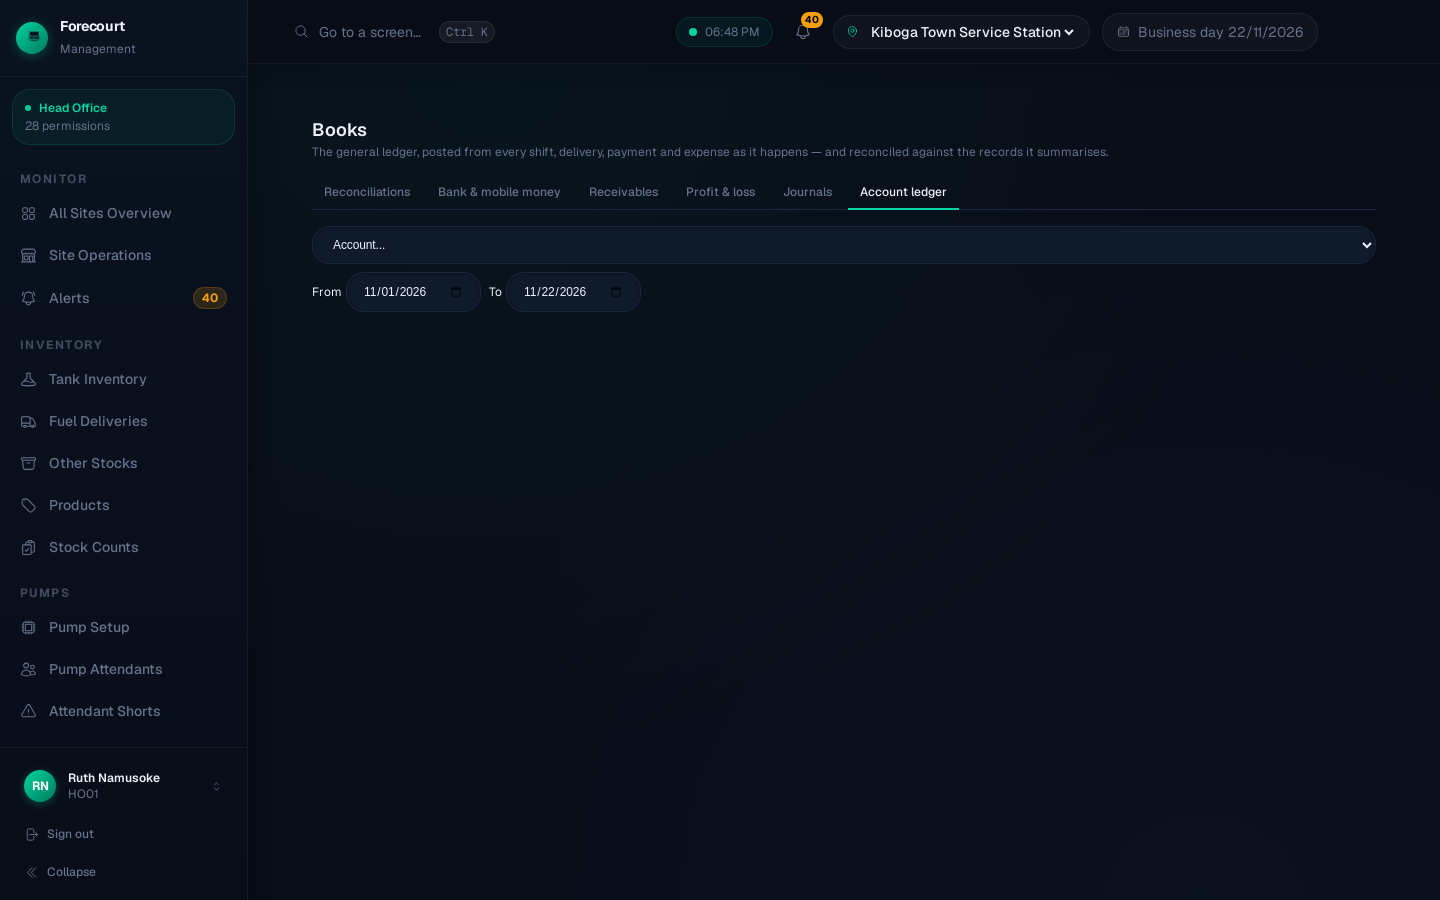 Forecourt
Management
Head Office
28 permissions
MONITOR
All Sites Overview
Site Operations
Alerts 40
INVENTORY
Tank Inventory
Fuel Deliveries
Other Stocks
Products
Stock Counts
PUMPS
Pump Setup
Pump Attendants
Attendant Shorts
RN Ruth Namusoke
HO01
Sign out
Collapse
Go to a screen... Ctrl K
06:48 PM
40
Kiboga Town Service Station
Business day 22/11/2026
Books
The general ledger, posted from every shift, delivery, payment and expense as it happens — and reconciled against the records it summarises.
Reconciliations Bank & mobile money Receivables Profit & loss Journals Account ledger
Account...
From 11/01/2026 To 11/22/2026